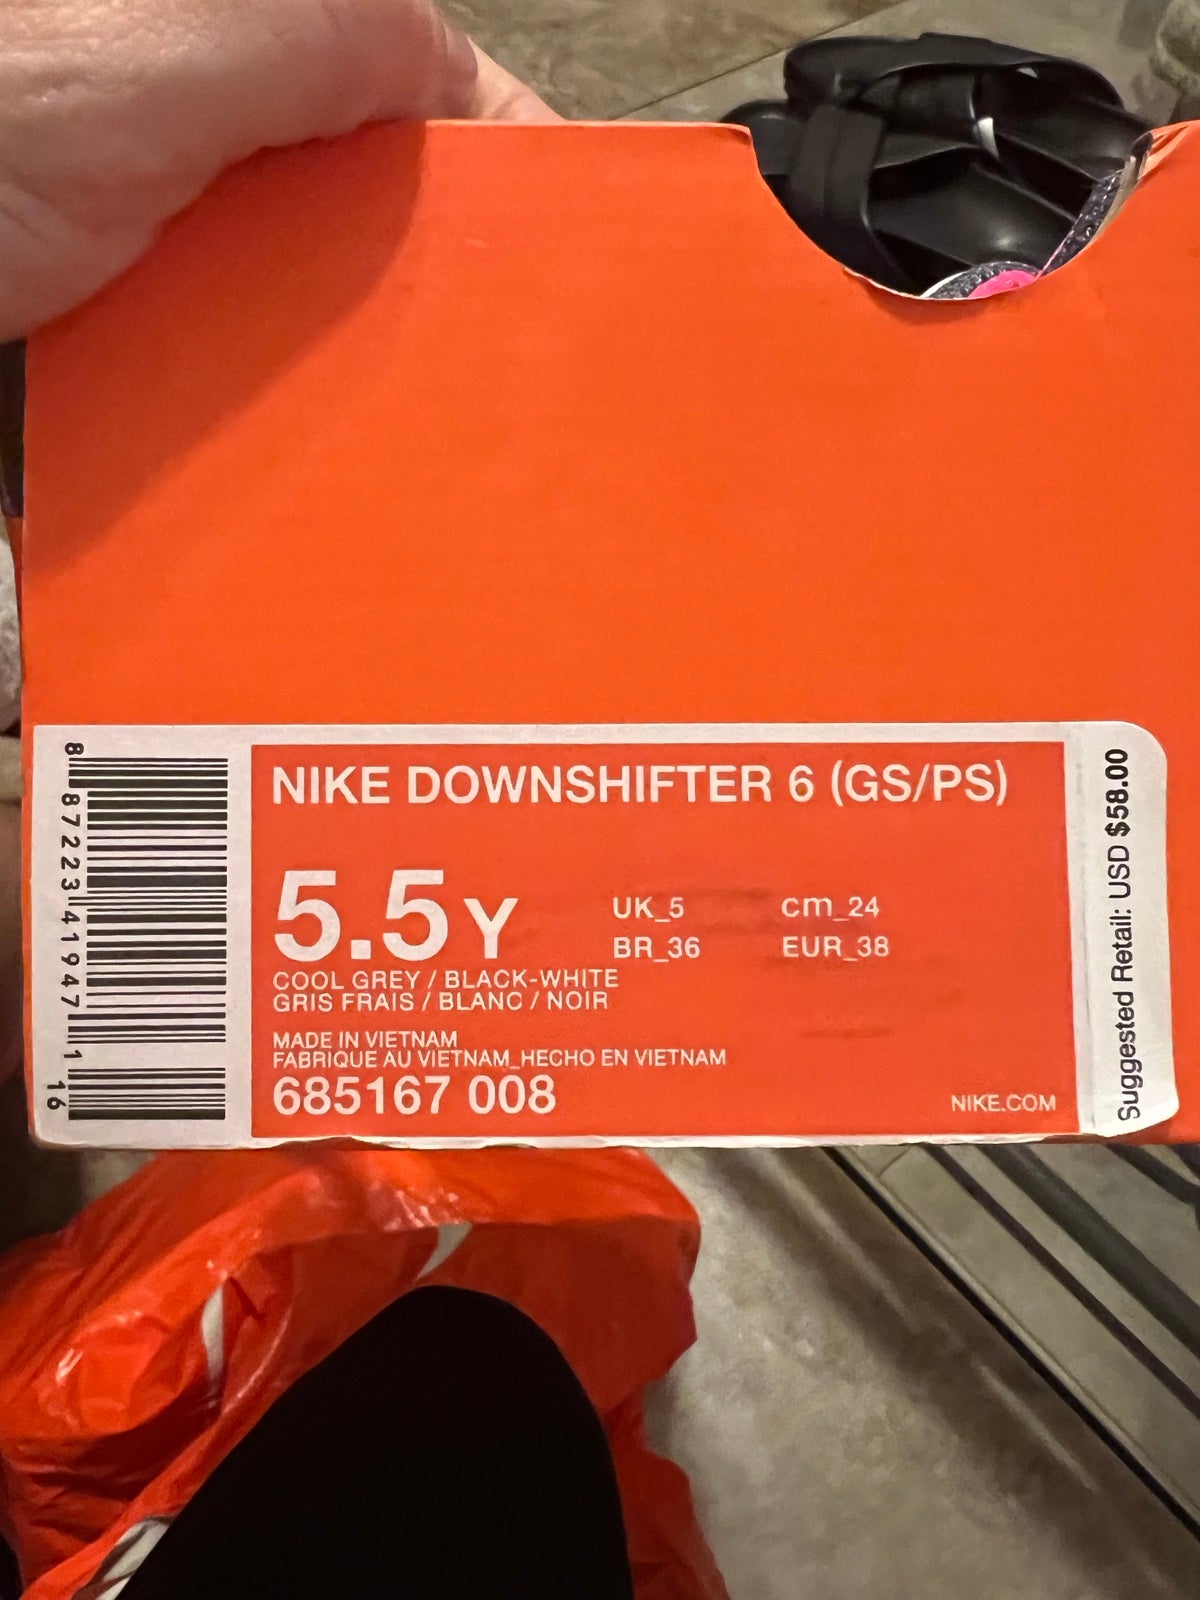 NIKE DOWNSHIFTER 6 (GS/PS)
5.5Y
UK_5 cm_24
BR_36 EUR_38
COOL GREY / BLACK-WHITE
GRIS FRAIS / BLANC / NOIR
MADE IN VIETNAM
FABRIQUE AU VIETNAM_HECHO EN VIETNAM
685167 008
NIKE.COM
8 87223 41947 1 16
Suggested Retail: USD $58.00